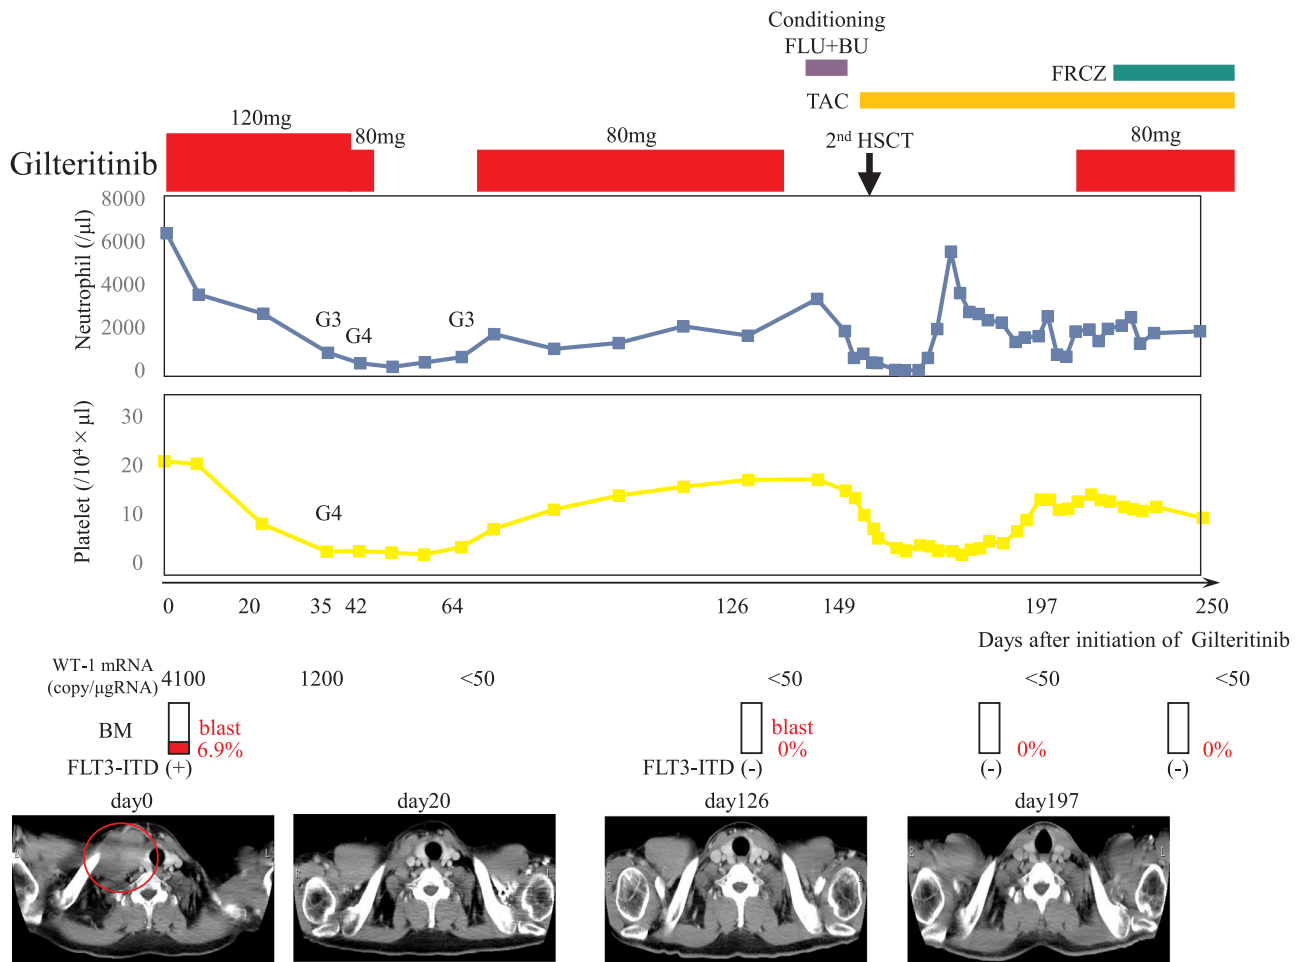 Conditioning
FLU+BU
FRCZ
TAC
120mg
80mg
80mg
2nd HSCT
80mg
Gilteritinib
Neutrophil (/μl)
8000
6000
4000
2000
0
G3
G4
G3
Platelet (/10⁴ × μl)
30
20
10
0
G4
0 20 35 42 64 126 149 197 250
Days after initiation of Gilteritinib
WT-1 mRNA
(copy/μgRNA)
4100 1200 <50 <50 <50 <50
BM
blast
6.9%
blast
0%
0%
0%
FLT3-ITD (+)
FLT3-ITD (-)
(-)
(-)
day0 day20 day126 day197